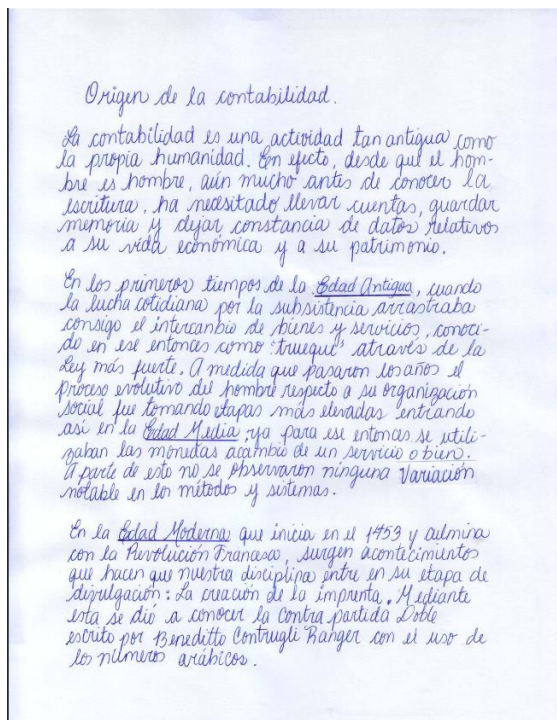 Origen de la contabilidad.
La contabilidad es una actividad tan antigua como
la propia humanidad. En efecto, desde que el hom-
bre es hombre, aún mucho antes de conocer la
escritura, ha necesitado llevar cuentas, guardar
memoria y dejar constancia de datos relativos
a su vida económica y a su patrimonio.
En los primeros tiempos de la Edad Antigua, cuando
la lucha cotidiana por la subsistencia arrastraba
consigo el intercambio de bienes y servicios, conoci-
do en ese entonces como "trueque" através de la
Ley más fuerte. A medida que pasaron los años el
proceso evolutivo del hombre respecto a su organización
social fue tomando etapas más elevadas entrando
así en la Edad Media, ya para ese entonces se utili-
zaban las monedas acambio de un servicio o bien.
A parte de esto no se observaron ninguna Variación
notable en los métodos y sistemas.
En la Edad Moderna que inicia en el 1453 y culmina
con la Revolución Francesa, surgen acontecimientos
que hacen que nuestra disciplina entre en su etapa de
divulgación: La creación de la imprenta. Mediante
esta se dió a conocer la Contra partida Doble
escrito por Beneditto Contrugli Ranger con el uso de
los números arábicos.